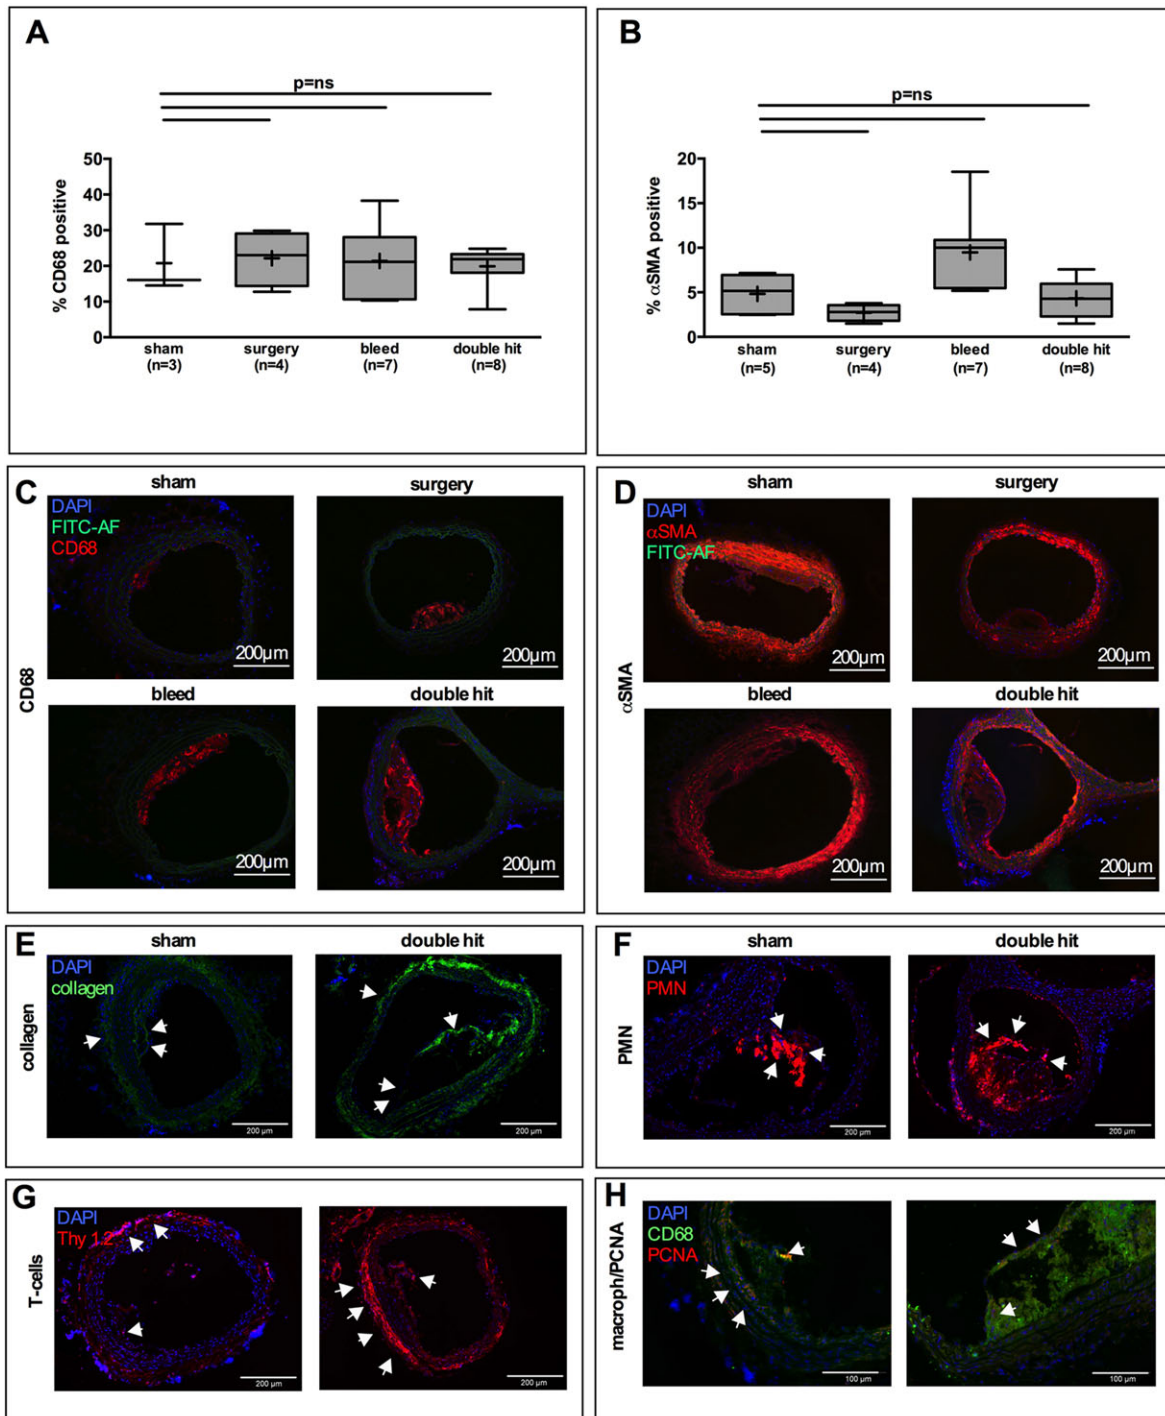 A
p=ns
% CD68 positive
50
40
30
20
10
0
sham surgery bleed double hit
(n=3) (n=4) (n=7) (n=8)
B
p=ns
% αSMA positive
20
15
10
5
0
sham surgery bleed double hit
(n=5) (n=4) (n=7) (n=8)
C
sham surgery
DAPI
FITC-AF
CD68
200µm 200µm
CD68
bleed double hit
200µm 200µm
D
sham surgery
DAPI
αSMA
FITC-AF
200µm 200µm
αSMA
bleed double hit
200µm 200µm
E
sham double hit
DAPI
collagen
collagen
200 µm 200 µm
F
sham double hit
DAPI
PMN
PMN
200 µm 200 µm
G
DAPI
Thy 1.2
T-cells
200 µm 200 µm
H
DAPI
CD68
PCNA
macroph/PCNA
100 µm 100 µm